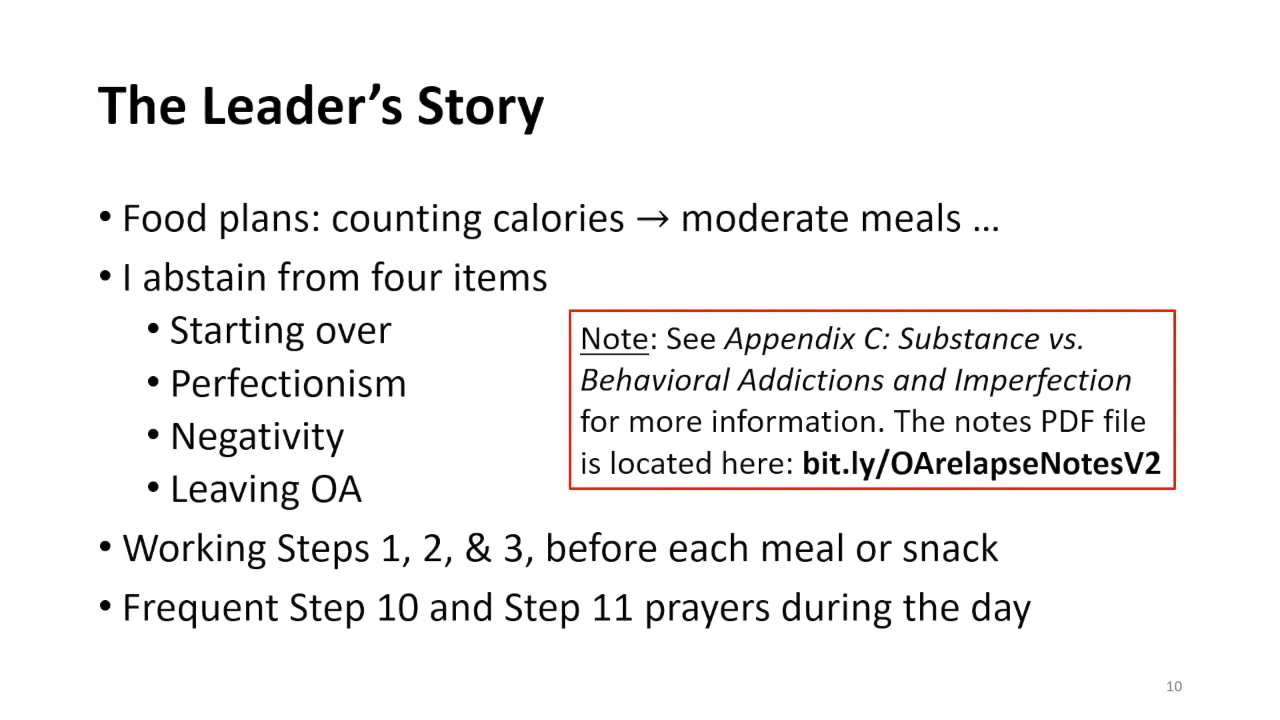 The Leader’s Story
• Food plans: counting calories → moderate meals …
• I abstain from four items
• Starting over
• Perfectionism
• Negativity
• Leaving OA
Note: See Appendix C: Substance vs.
Behavioral Addictions and Imperfection
for more information. The notes PDF file
is located here: bit.ly/OArelapseNotesV2
• Working Steps 1, 2, & 3, before each meal or snack
• Frequent Step 10 and Step 11 prayers during the day
10